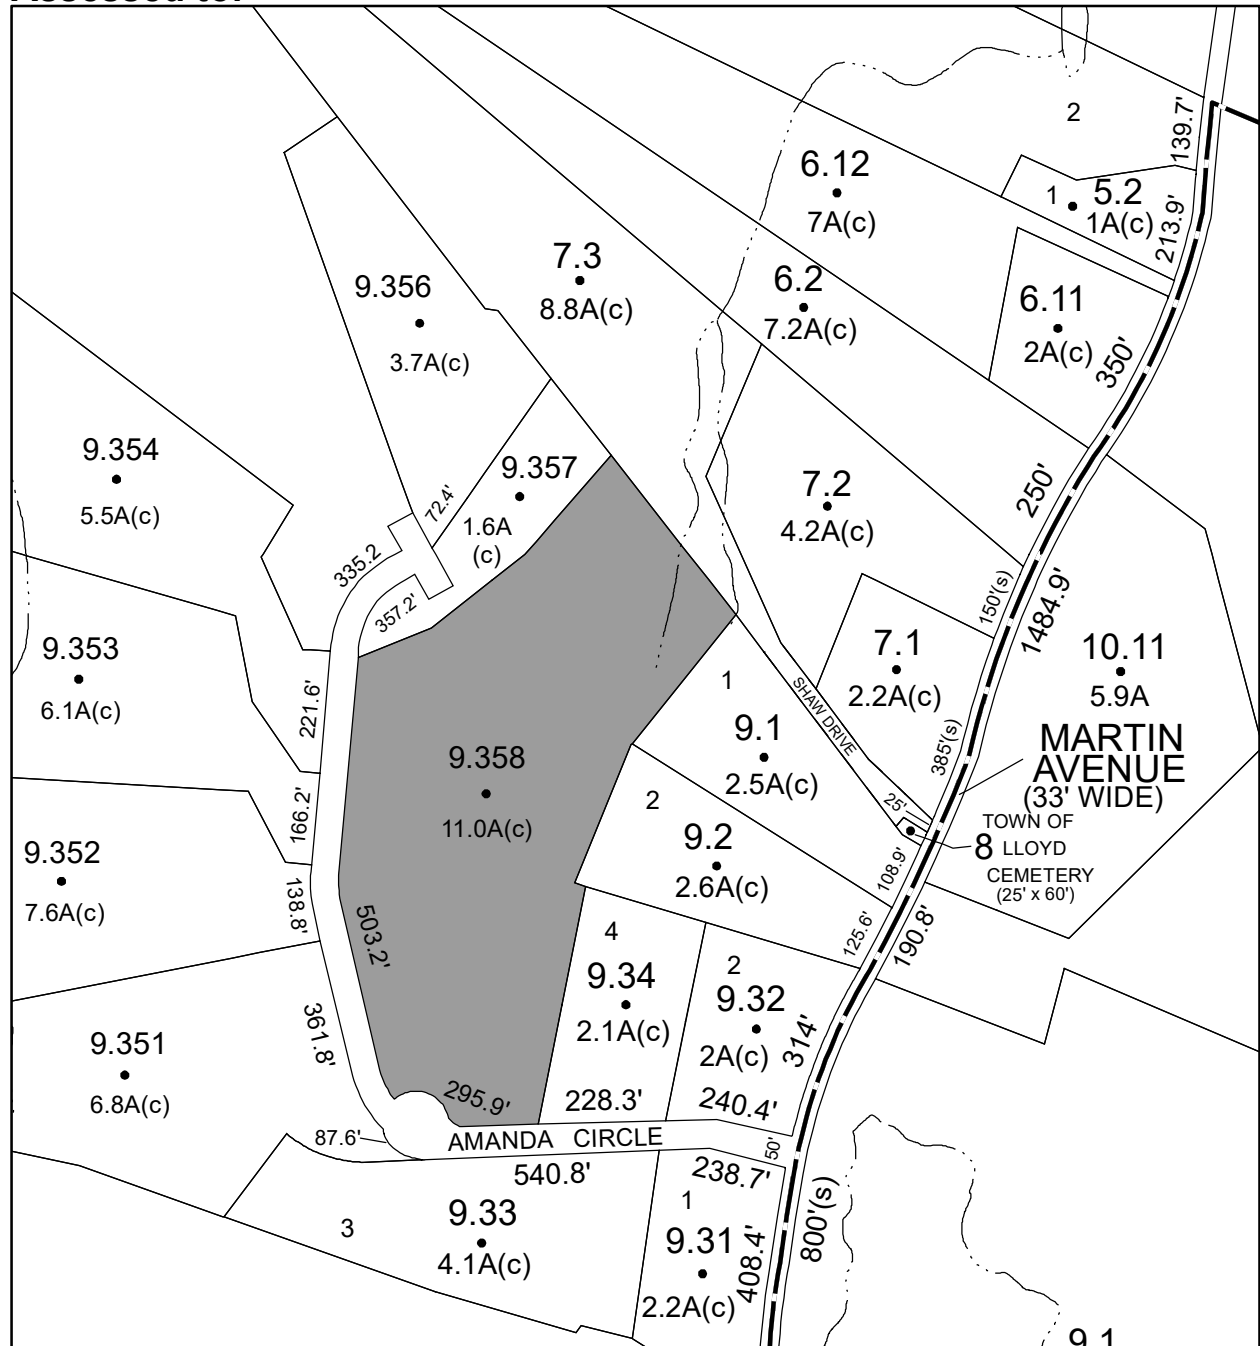 2
139.7'
6.12
7A(c)
1
5.2
1A(c)
213.9'
7.3
8.8A(c)
6.2
7.2A(c)
6.11
2A(c)
350'
9.356
3.7A(c)
9.354
5.5A(c)
9.357
1.6A
(c)
72.4'
335.2
357.2'
7.2
4.2A(c)
250'
150'(s)
1484.9'
9.353
6.1A(c)
221.6'
7.1
2.2A(c)
10.11
5.9A
1
9.1
2.5A(c)
SHAW DRIVE
385'(s)
MARTIN
AVENUE
(33' WIDE)
9.358
11.0A(c)
166.2'
2
9.2
2.6A(c)
25'
108.9'
TOWN OF
8 LLOYD
CEMETERY
(25' x 60')
9.352
7.6A(c)
138.8'
503.2'
125.6'
190.8'
4
9.34
2.1A(c)
228.3'
2
9.32
2A(c)
240.4'
314'
9.351
6.8A(c)
361.8'
295.9'
87.6'
AMANDA CIRCLE
50'
540.8'
238.7'
3
9.33
4.1A(c)
1
9.31
2.2A(c)
408.4'
800'(s)